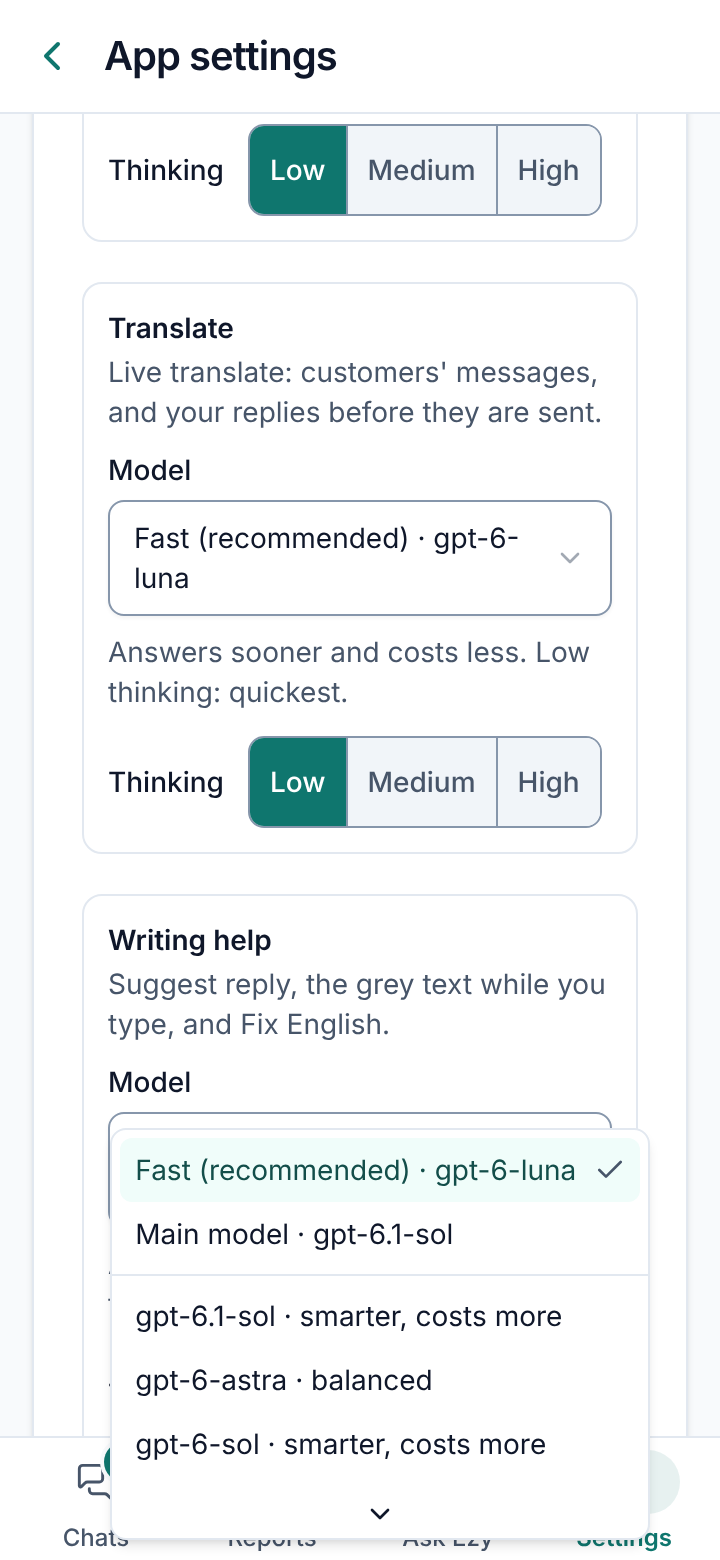 App settings
Thinking Low Medium High
Translate
Live translate: customers' messages,
and your replies before they are sent.
Model
Fast (recommended) · gpt-6-
luna
Answers sooner and costs less. Low
thinking: quickest.
Thinking Low Medium High
Writing help
Suggest reply, the grey text while you
type, and Fix English.
Model
Fast (recommended) · gpt-6-luna
Main model · gpt-6.1-sol
gpt-6.1-sol · smarter, costs more
gpt-6-astra · balanced
gpt-6-sol · smarter, costs more
Chats Reports Ask Ezy Settings